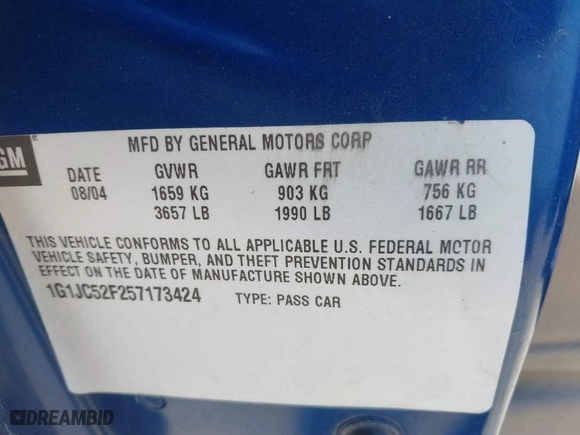 GM
MFD BY GENERAL MOTORS CORP
DATE GVWR GAWR FRT GAWR RR
08/04 1659 KG 903 KG 756 KG
3657 LB 1990 LB 1667 LB
THIS VEHICLE CONFORMS TO ALL APPLICABLE U.S. FEDERAL MOTOR
VEHICLE SAFETY, BUMPER, AND THEFT PREVENTION STANDARDS IN
EFFECT ON THE DATE OF MANUFACTURE SHOWN ABOVE.
1G1JC52F257173424 TYPE: PASS CAR
DREAMBID